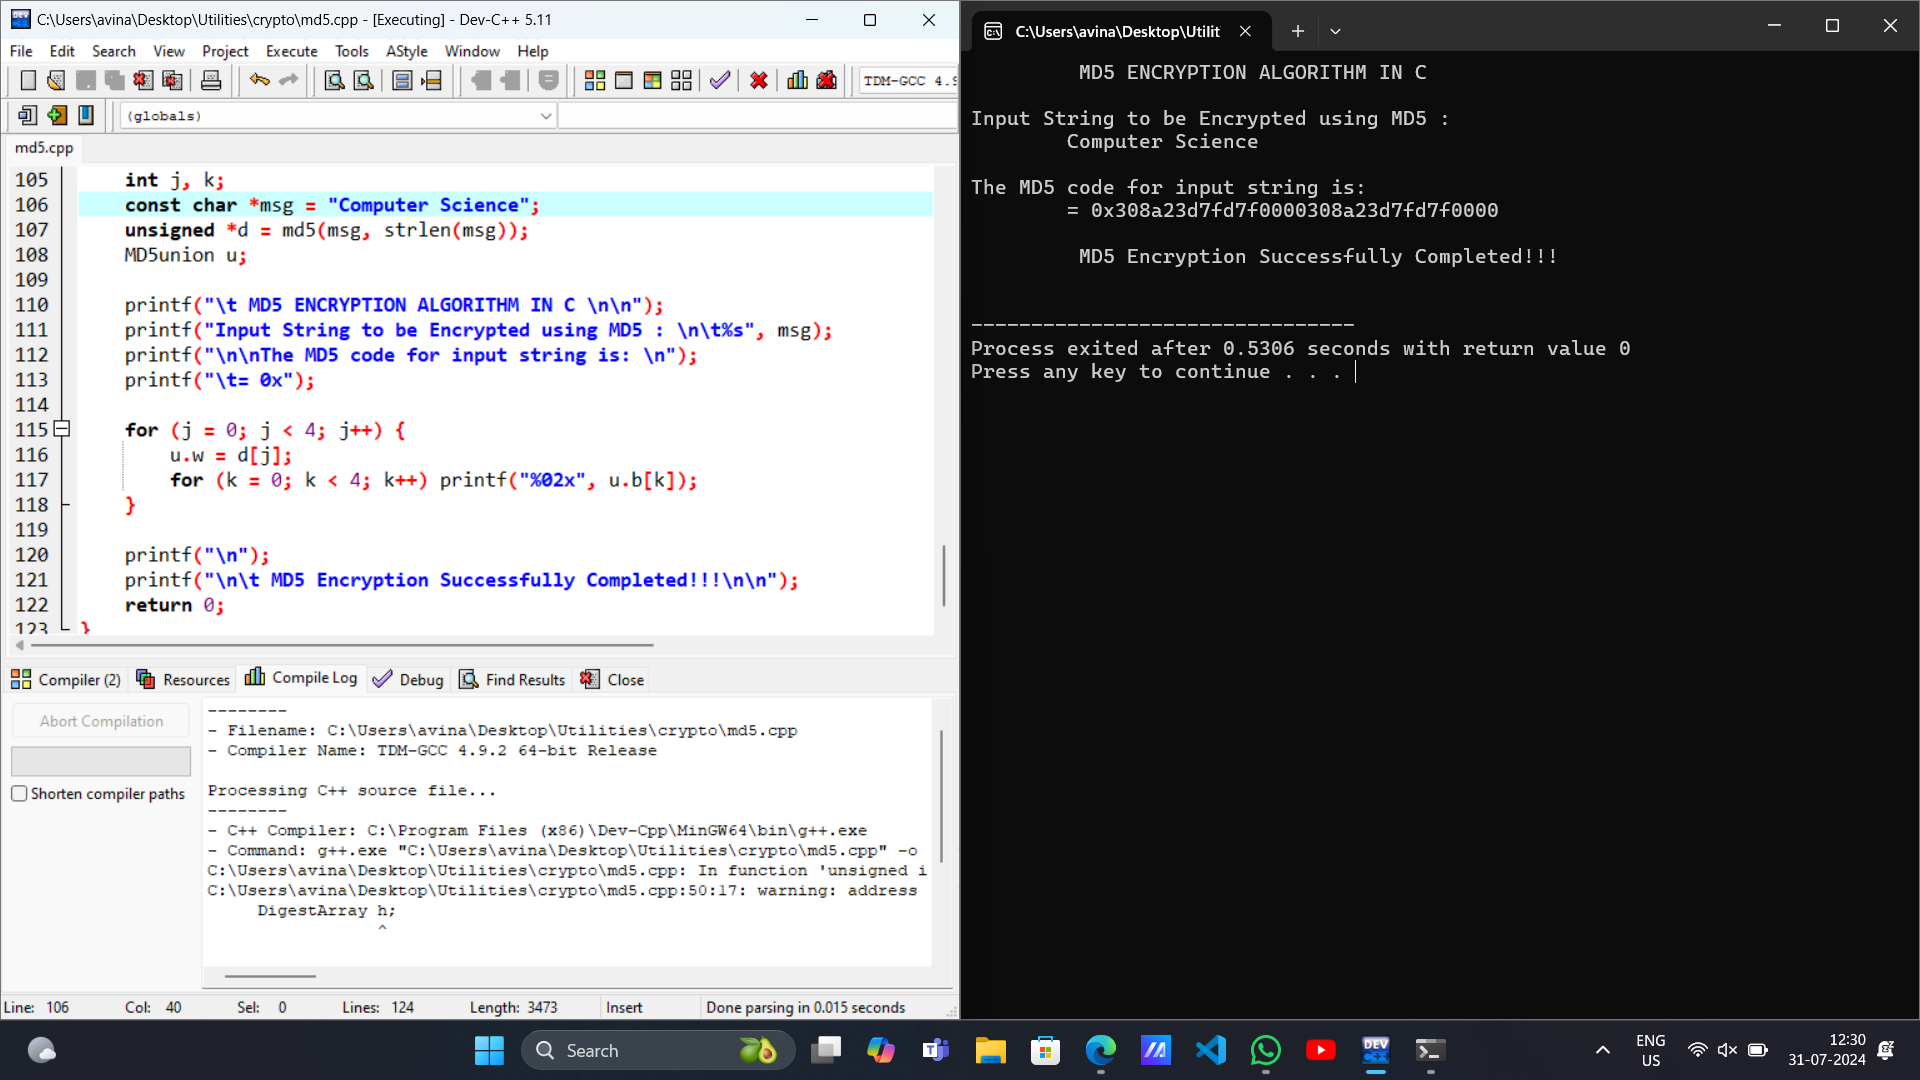 C:\Users\avina\Desktop\Utilities\crypto\md5.cpp - [Executing] - Dev-C++ 5.11
File Edit Search View Project Execute Tools AStyle Window Help
TDM-GCC 4.9
(globals)
md5.cpp
105 int j, k;
106 const char *msg = "Computer Science";
107 unsigned *d = md5(msg, strlen(msg));
108 MD5union u;
109
110 printf("\t MD5 ENCRYPTION ALGORITHM IN C \n\n");
111 printf("Input String to be Encrypted using MD5 : \n\t%s", msg);
112 printf("\n\nThe MD5 code for input string is: \n");
113 printf("\t= 0x");
114
115 for (j = 0; j < 4; j++) {
116 u.w = d[j];
117 for (k = 0; k < 4; k++) printf("%02x", u.b[k]);
118 }
119
120 printf("\n");
121 printf("\n\t MD5 Encryption Successfully Completed!!!\n\n");
122 return 0;
123 }
Compiler (2) Resources Compile Log Debug Find Results Close
Abort Compilation
Shorten compiler paths
--------
- Filename: C:\Users\avina\Desktop\Utilities\crypto\md5.cpp
- Compiler Name: TDM-GCC 4.9.2 64-bit Release
Processing C++ source file...
--------
- C++ Compiler: C:\Program Files (x86)\Dev-Cpp\MinGW64\bin\g++.exe
- Command: g++.exe "C:\Users\avina\Desktop\Utilities\crypto\md5.cpp" -o
C:\Users\avina\Desktop\Utilities\crypto\md5.cpp: In function 'unsigned i
C:\Users\avina\Desktop\Utilities\crypto\md5.cpp:50:17: warning: address
DigestArray h;
^
Line: 106 Col: 40 Sel: 0 Lines: 124 Length: 3473 Insert Done parsing in 0.015 seconds
C:\Users\avina\Desktop\Utilit
MD5 ENCRYPTION ALGORITHM IN C
Input String to be Encrypted using MD5 :
Computer Science
The MD5 code for input string is:
= 0x308a23d7fd7f0000308a23d7fd7f0000
MD5 Encryption Successfully Completed!!!
--------------------------------
Process exited after 0.5306 seconds with return value 0
Press any key to continue . . .
Search
DEV C++
ENG
US
12:30
31-07-2024